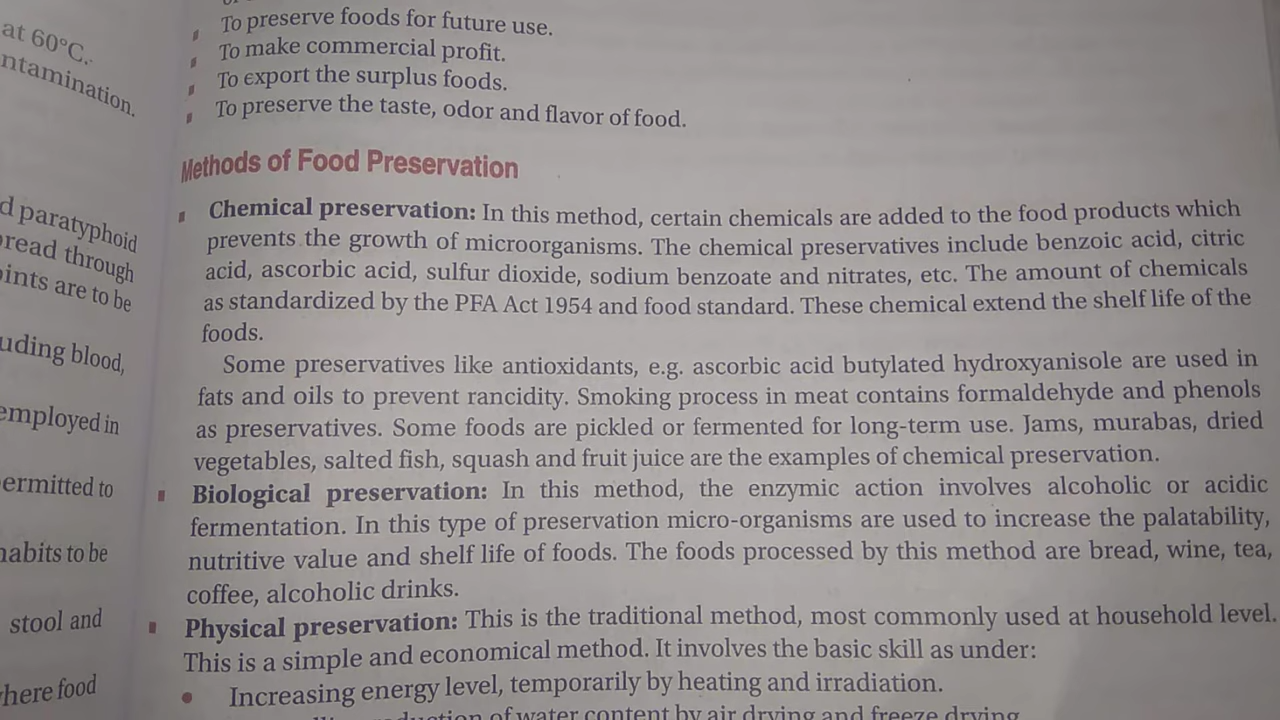 at 60°C.
ntamination.
d paratyphoid
read through
oints are to be
uding blood,
employed in
ermitted to
habits to be
stool and
here food
To preserve foods for future use.
To make commercial profit.
To export the surplus foods.
To preserve the taste, odor and flavor of food.
Methods of Food Preservation
Chemical preservation: In this method, certain chemicals are added to the food products which
prevents the growth of microorganisms. The chemical preservatives include benzoic acid, citric
acid, ascorbic acid, sulfur dioxide, sodium benzoate and nitrates, etc. The amount of chemicals
as standardized by the PFA Act 1954 and food standard. These chemical extend the shelf life of the
foods.
Some preservatives like antioxidants, e.g. ascorbic acid butylated hydroxyanisole are used in
fats and oils to prevent rancidity. Smoking process in meat contains formaldehyde and phenols
as preservatives. Some foods are pickled or fermented for long-term use. Jams, murabas, dried
vegetables, salted fish, squash and fruit juice are the examples of chemical preservation.
Biological preservation: In this method, the enzymic action involves alcoholic or acidic
fermentation. In this type of preservation micro-organisms are used to increase the palatability,
nutritive value and shelf life of foods. The foods processed by this method are bread, wine, tea,
coffee, alcoholic drinks.
Physical preservation: This is the traditional method, most commonly used at household level.
This is a simple and economical method. It involves the basic skill as under:
• Increasing energy level, temporarily by heating and irradiation.
of water content by air drying and freeze drying